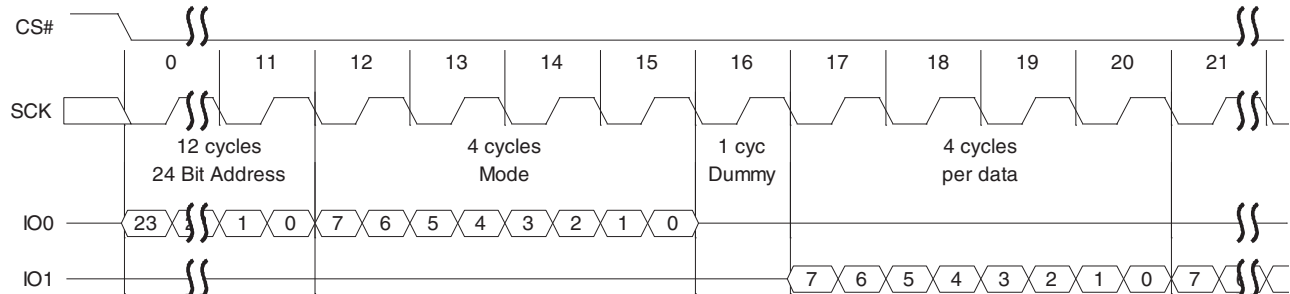 CS#
0 11 12 13 14 15 16 17 18 19 20 21
SCK
12 cycles 4 cycles 1 cyc 4 cycles
24 Bit Address Mode Dummy per data
IO0 23 1 0 7 6 5 4 3 2 1 0
IO1 7 6 5 4 3 2 1 0 7